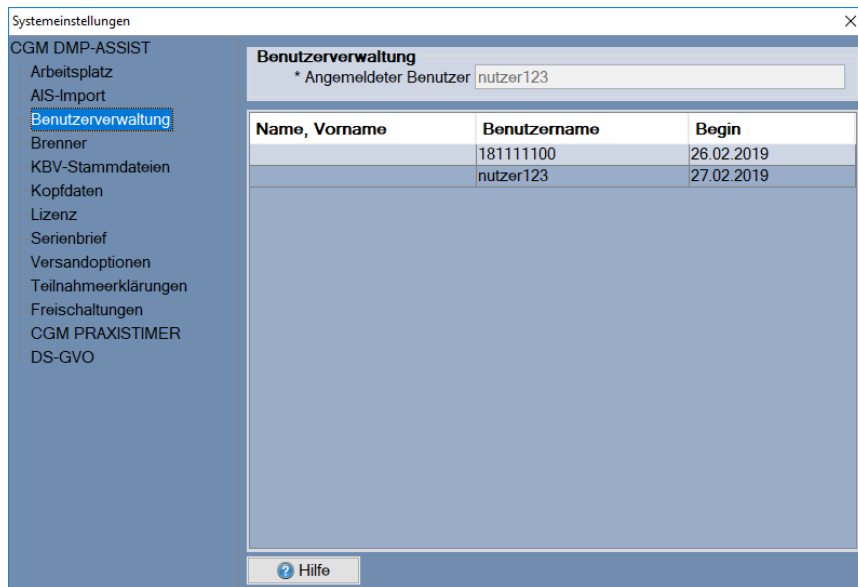 Systemeinstellungen
CGM DMP-ASSIST
Arbeitsplatz
AIS-Import
Benutzerverwaltung
Brenner
KBV-Stammdateien
Kopfdaten
Lizenz
Serienbrief
Versandoptionen
Teilnahmeerklärungen
Freischaltungen
CGM PRAXISTIMER
DS-GVO
Benutzerverwaltung
* Angemeldeter Benutzer nutzer123
Name, Vorname Benutzername Begin
181111100 26.02.2019
nutzer123 27.02.2019
Hilfe